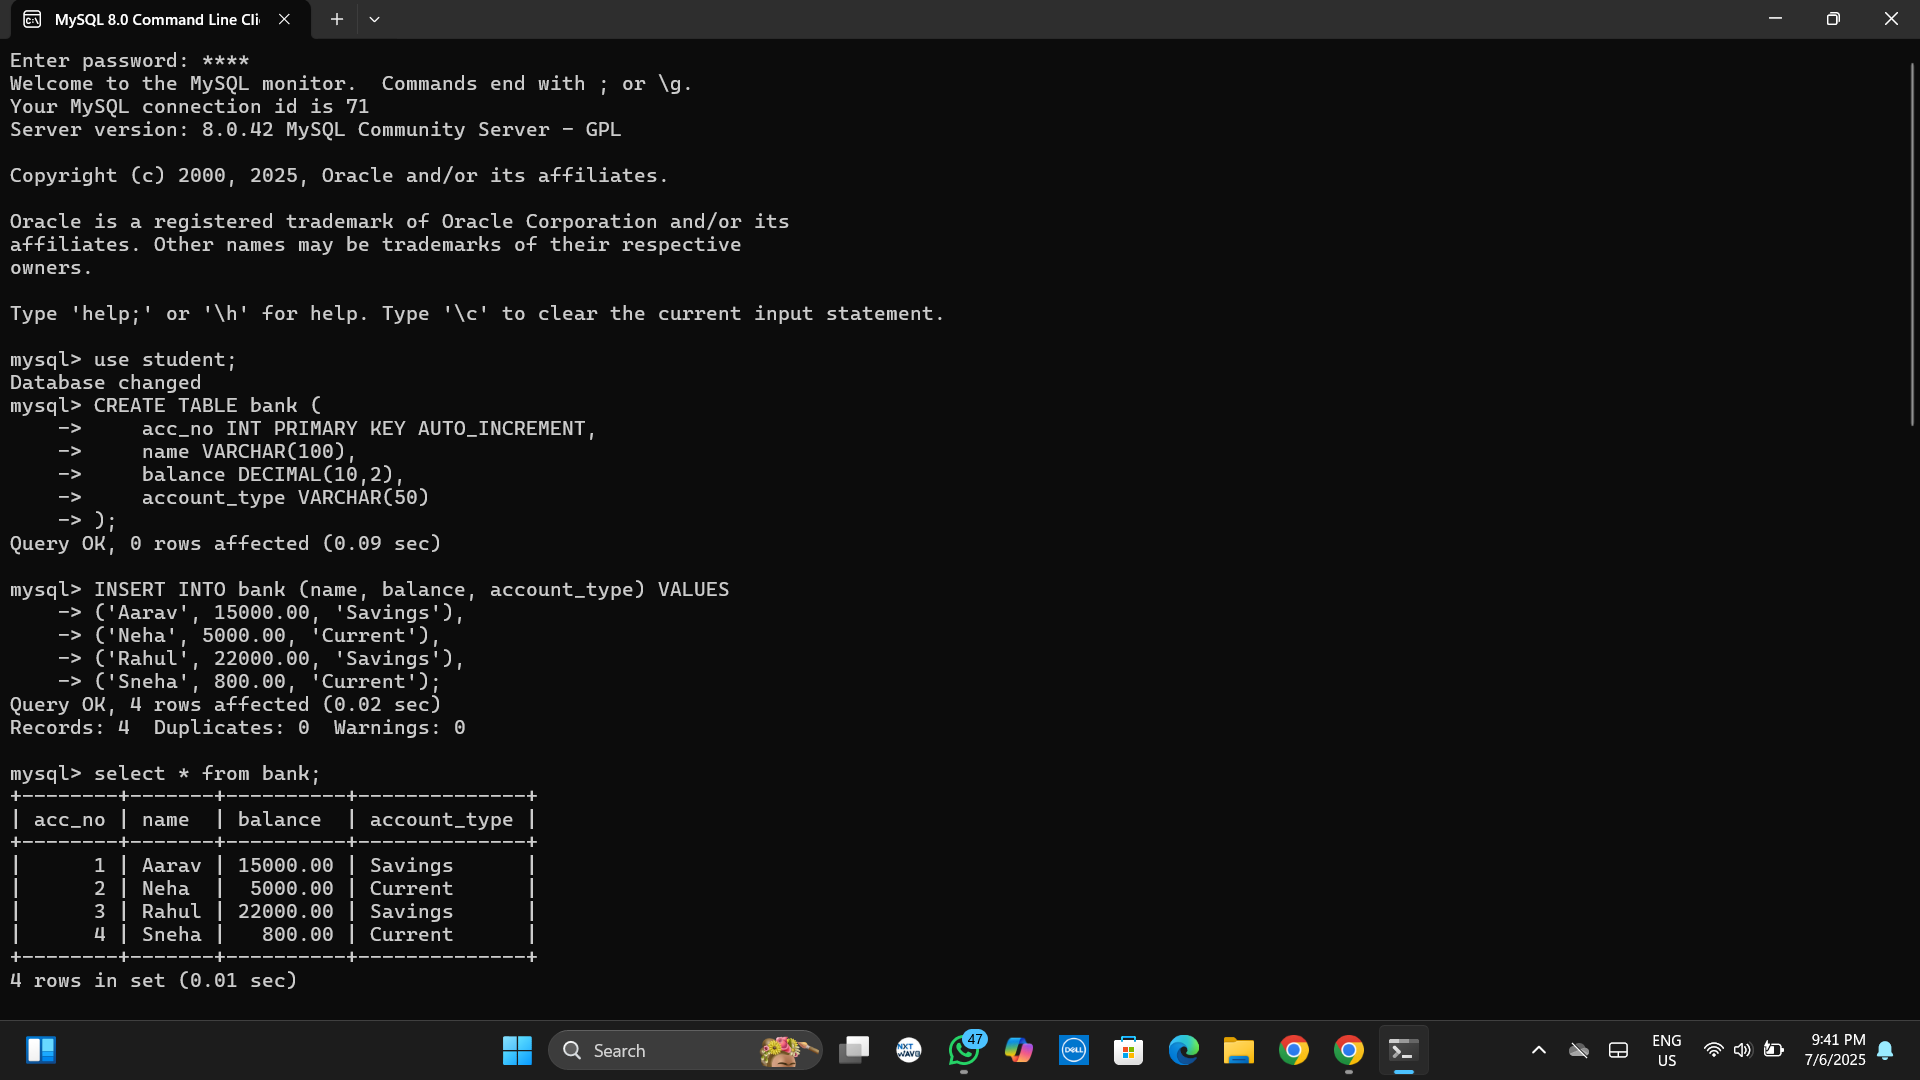 MySQL 8.0 Command Line Cli
Enter password: ****
Welcome to the MySQL monitor.  Commands end with ; or \g.
Your MySQL connection id is 71
Server version: 8.0.42 MySQL Community Server - GPL

Copyright (c) 2000, 2025, Oracle and/or its affiliates.

Oracle is a registered trademark of Oracle Corporation and/or its
affiliates. Other names may be trademarks of their respective
owners.

Type 'help;' or '\h' for help. Type '\c' to clear the current input statement.

mysql> use student;
Database changed
mysql> CREATE TABLE bank (
    ->     acc_no INT PRIMARY KEY AUTO_INCREMENT,
    ->     name VARCHAR(100),
    ->     balance DECIMAL(10,2),
    ->     account_type VARCHAR(50)
    -> );
Query OK, 0 rows affected (0.09 sec)

mysql> INSERT INTO bank (name, balance, account_type) VALUES
    -> ('Aarav', 15000.00, 'Savings'),
    -> ('Neha', 5000.00, 'Current'),
    -> ('Rahul', 22000.00, 'Savings'),
    -> ('Sneha', 800.00, 'Current');
Query OK, 4 rows affected (0.02 sec)
Records: 4  Duplicates: 0  Warnings: 0

mysql> select * from bank;
+--------+-------+----------+--------------+
| acc_no | name  | balance  | account_type |
+--------+-------+----------+--------------+
|      1 | Aarav | 15000.00 | Savings      |
|      2 | Neha  |  5000.00 | Current      |
|      3 | Rahul | 22000.00 | Savings      |
|      4 | Sneha |   800.00 | Current      |
+--------+-------+----------+--------------+
4 rows in set (0.01 sec)

Search
NXT
WAVE
47
DELL
ENG
US
9:41 PM
7/6/2025